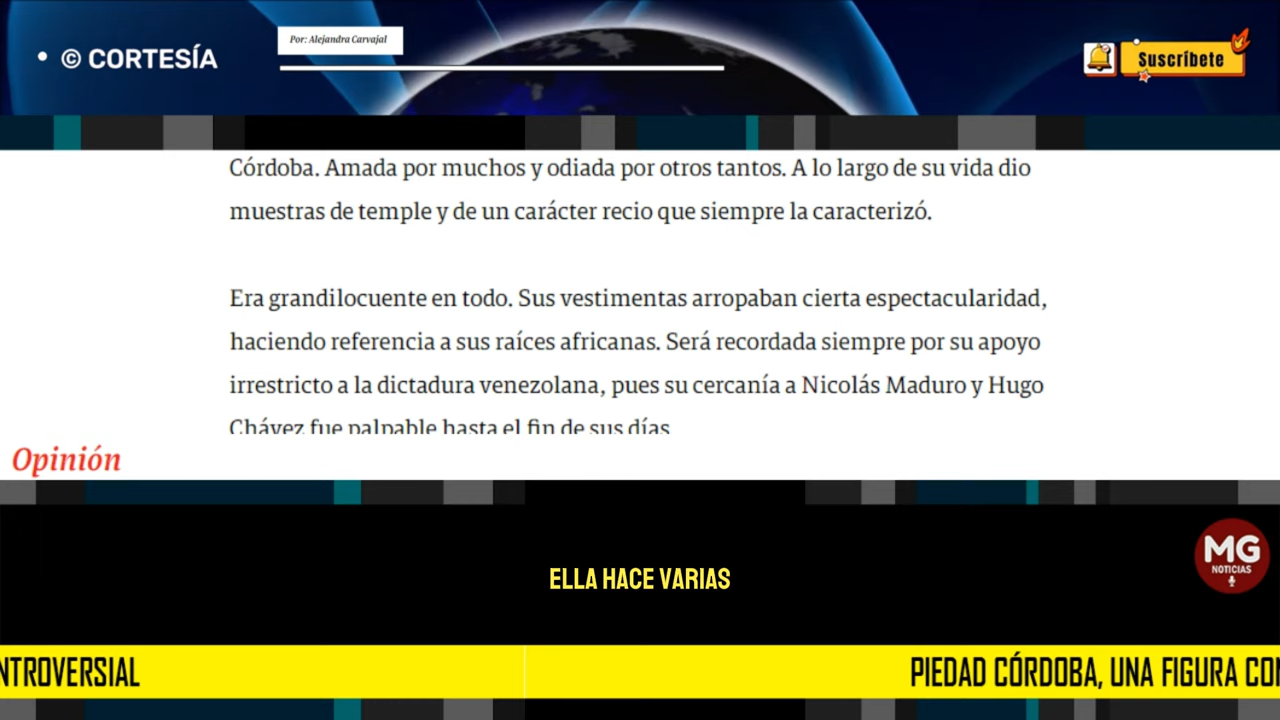 Por: Alejandra Carvajal
• © CORTESÍA
Suscríbete
Córdoba. Amada por muchos y odiada por otros tantos. A lo largo de su vida dio
muestras de temple y de un carácter recio que siempre la caracterizó.
Era grandilocuente en todo. Sus vestimentas arropaban cierta espectacularidad,
haciendo referencia a sus raíces africanas. Será recordada siempre por su apoyo
irrestricto a la dictadura venezolana, pues su cercanía a Nicolás Maduro y Hugo
Chávez fue palpable hasta el fin de sus días
Opinión
MG
NOTICIAS
ELLA HACE VARIAS
NTROVERSIAL
PIEDAD CÓRDOBA, UNA FIGURA CON